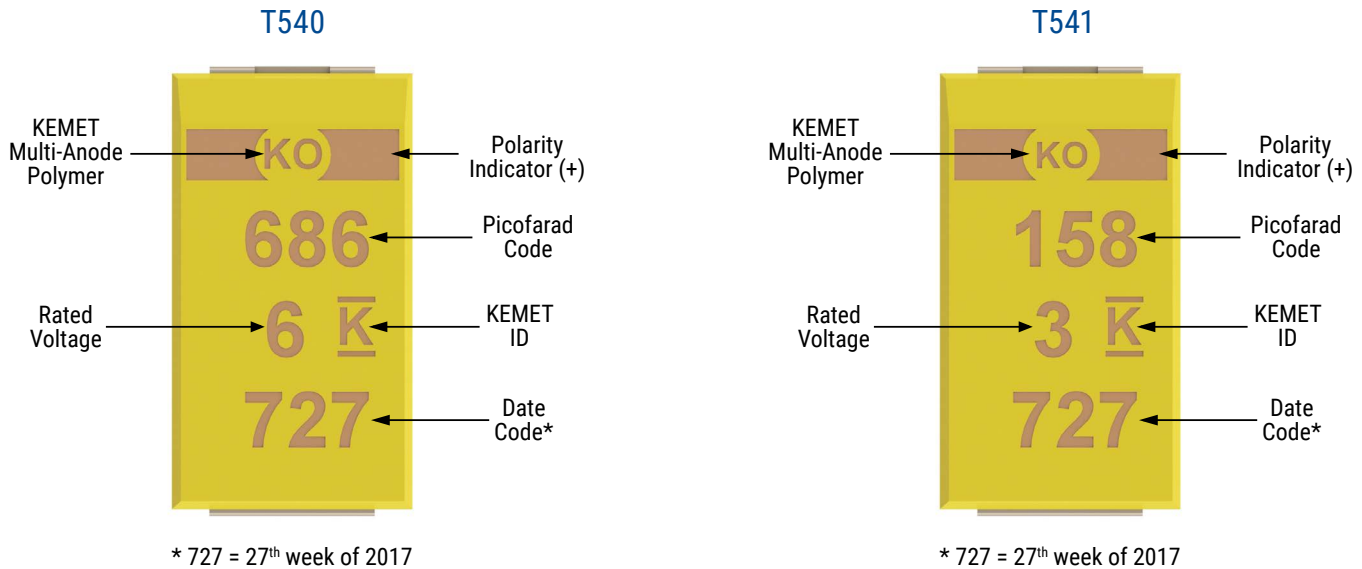 T540
KEMET
Multi-Anode
Polymer
KO
Polarity
Indicator (+)
686
Picofarad
Code
Rated
Voltage
6 K
KEMET
ID
727
Date
Code*
* 727 = 27th week of 2017
T541
KEMET
Multi-Anode
Polymer
KO
Polarity
Indicator (+)
158
Picofarad
Code
Rated
Voltage
3 K
KEMET
ID
727
Date
Code*
* 727 = 27th week of 2017